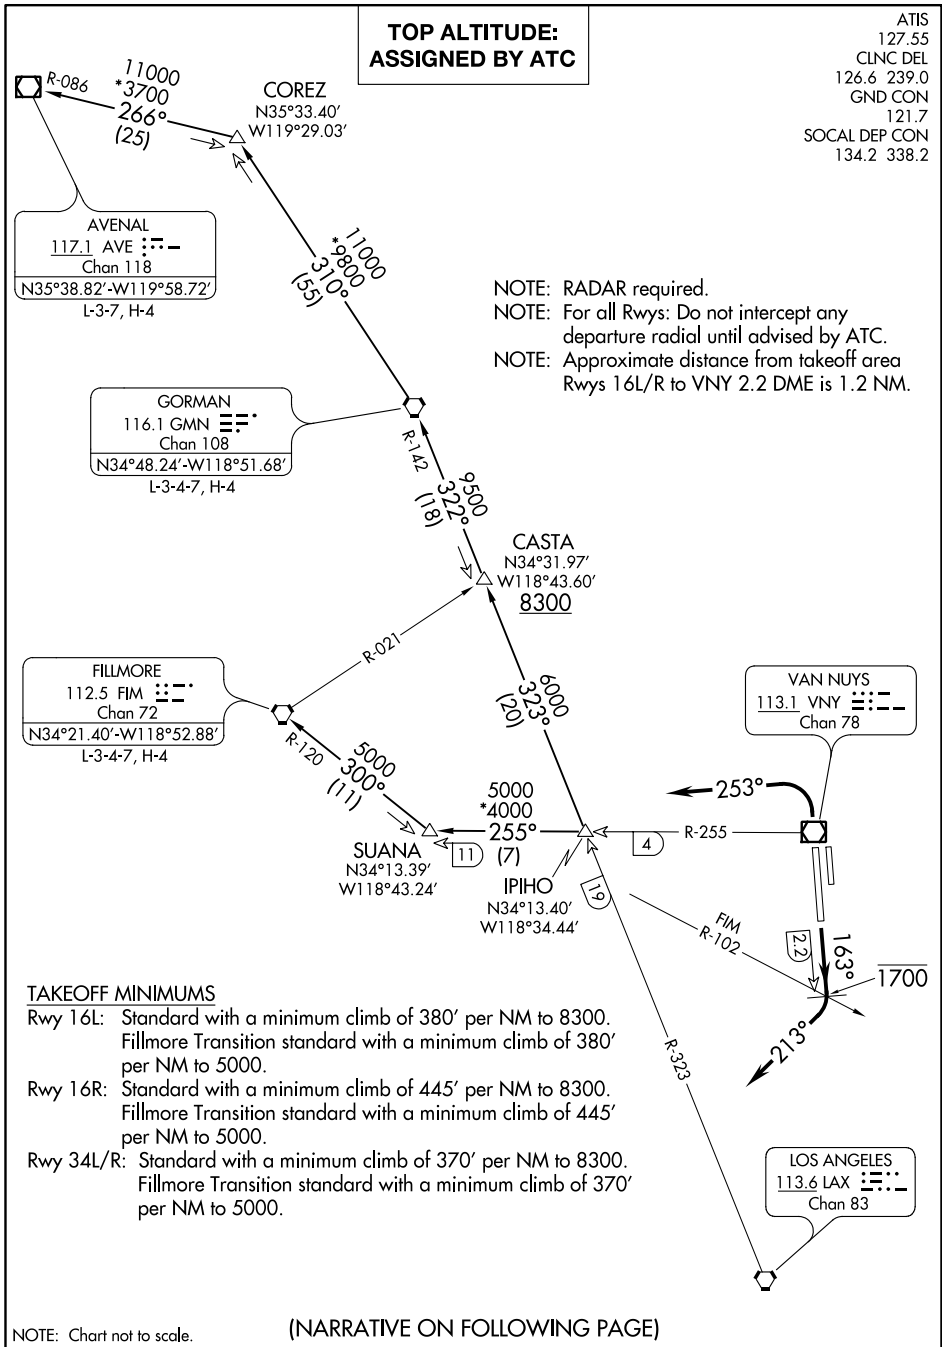 TOP ALTITUDE:
ASSIGNED BY ATC
ATIS
127.55
CLNC DEL
126.6 239.0
GND CON
121.7
SOCAL DEP CON
134.2 338.2
R-086
11000
*3700
266°
(25)
COREZ
N35°33.40′
W119°29.03′
AVENAL
117.1 AVE
Chan 118
N35°38.82′-W119°58.72′
L-3-7, H-4
11000
*9800
310°
(55)
NOTE: RADAR required.
NOTE: For all Rwys: Do not intercept any
departure radial until advised by ATC.
NOTE: Approximate distance from takeoff area
Rwys 16L/R to VNY 2.2 DME is 1.2 NM.
GORMAN
116.1 GMN
Chan 108
N34°48.24′-W118°51.68′
L-3-4-7, H-4
R-142
9500
322°
(18)
CASTA
N34°31.97′
W118°43.60′
8300
R-021
FILLMORE
112.5 FIM
Chan 72
N34°21.40′-W118°52.88′
L-3-4-7, H-4
6000
323°
(20)
VAN NUYS
113.1 VNY
Chan 78
R-120
5000
300°
(11)
253°
5000
*4000
255°
(7)
4
R-255
11
SUANA
N34°13.39′
W118°43.24′
IPIHO
N34°13.40′
W118°34.44′
19
FIM
R-102
2.2
163°
1700
213°
R-323
TAKEOFF MINIMUMS
Rwy 16L: Standard with a minimum climb of 380′ per NM to 8300.
Fillmore Transition standard with a minimum climb of 380′
per NM to 5000.
Rwy 16R: Standard with a minimum climb of 445′ per NM to 8300.
Fillmore Transition standard with a minimum climb of 445′
per NM to 5000.
Rwy 34L/R: Standard with a minimum climb of 370′ per NM to 8300.
Fillmore Transition standard with a minimum climb of 370′
per NM to 5000.
LOS ANGELES
113.6 LAX
Chan 83
NOTE: Chart not to scale.
(NARRATIVE ON FOLLOWING PAGE)